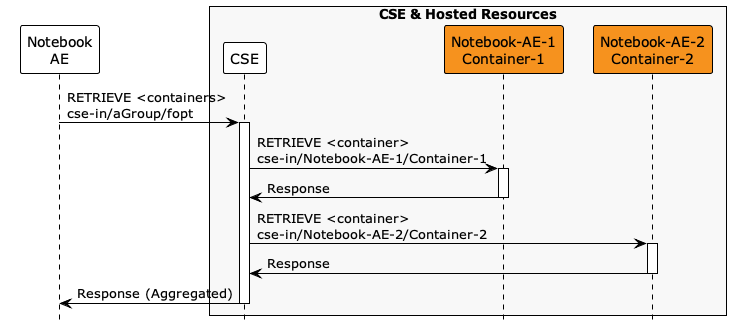 CSE & Hosted Resources
Notebook
AE
CSE
Notebook-AE-1
Container-1
Notebook-AE-2
Container-2
RETRIEVE <containers>
cse-in/aGroup/fopt
RETRIEVE <container>
cse-in/Notebook-AE-1/Container-1
Response
RETRIEVE <container>
cse-in/Notebook-AE-2/Container-2
Response
Response (Aggregated)